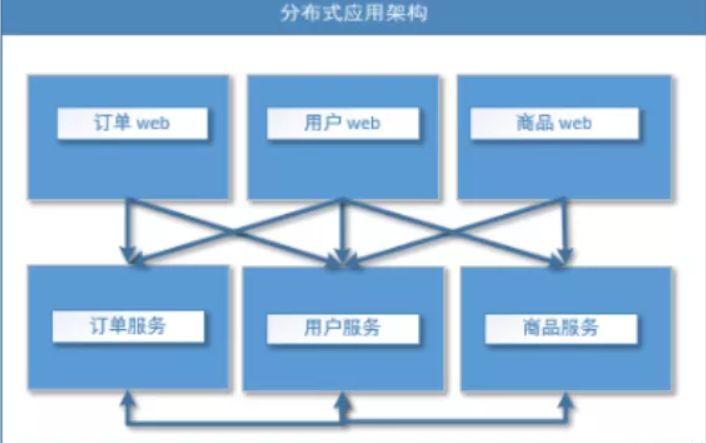 分布式应用架构
订单 web
用户 web
商品 web
订单服务
用户服务
商品服务